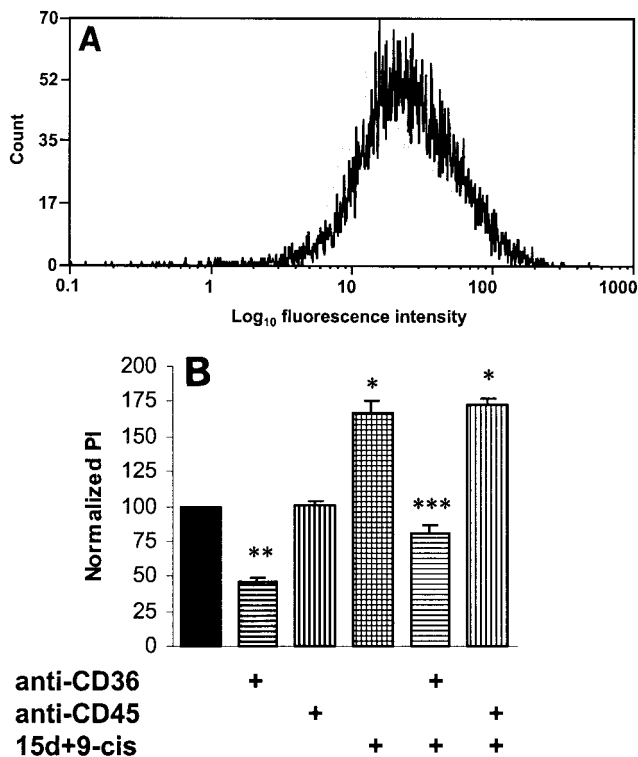 A
70
52
35
17
0
Count
0.1 1 10 100 1000
Log10 fluorescence intensity
B
200
175
150
125
100
75
50
25
0
Normalized PI
**
*
***
*
anti-CD36 + +
anti-CD45 + +
15d+9-cis + + +